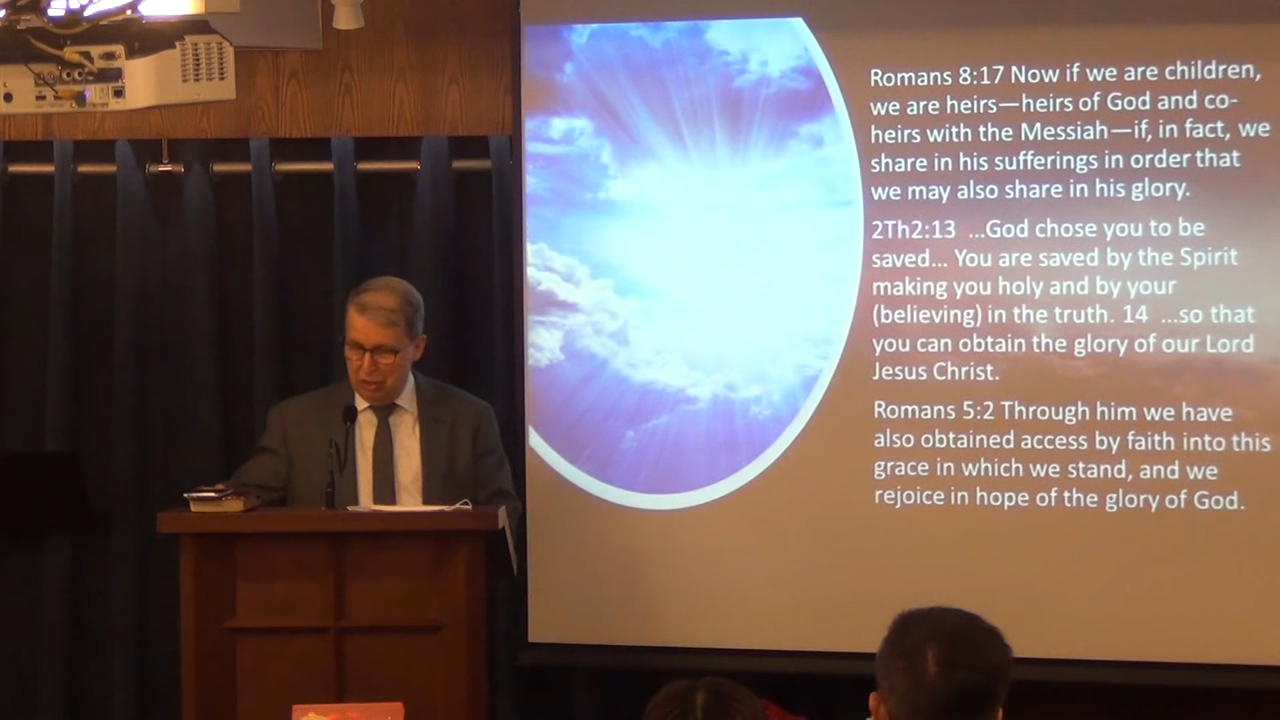 Romans 8:17 Now if we are children,
we are heirs—heirs of God and co-
heirs with the Messiah—if, in fact, we
share in his sufferings in order that
we may also share in his glory.
2Th2:13 ...God chose you to be
saved... You are saved by the Spirit
making you holy and by your
(believing) in the truth. 14 ...so that
you can obtain the glory of our Lord
Jesus Christ.
Romans 5:2 Through him we have
also obtained access by faith into this
grace in which we stand, and we
rejoice in hope of the glory of God.